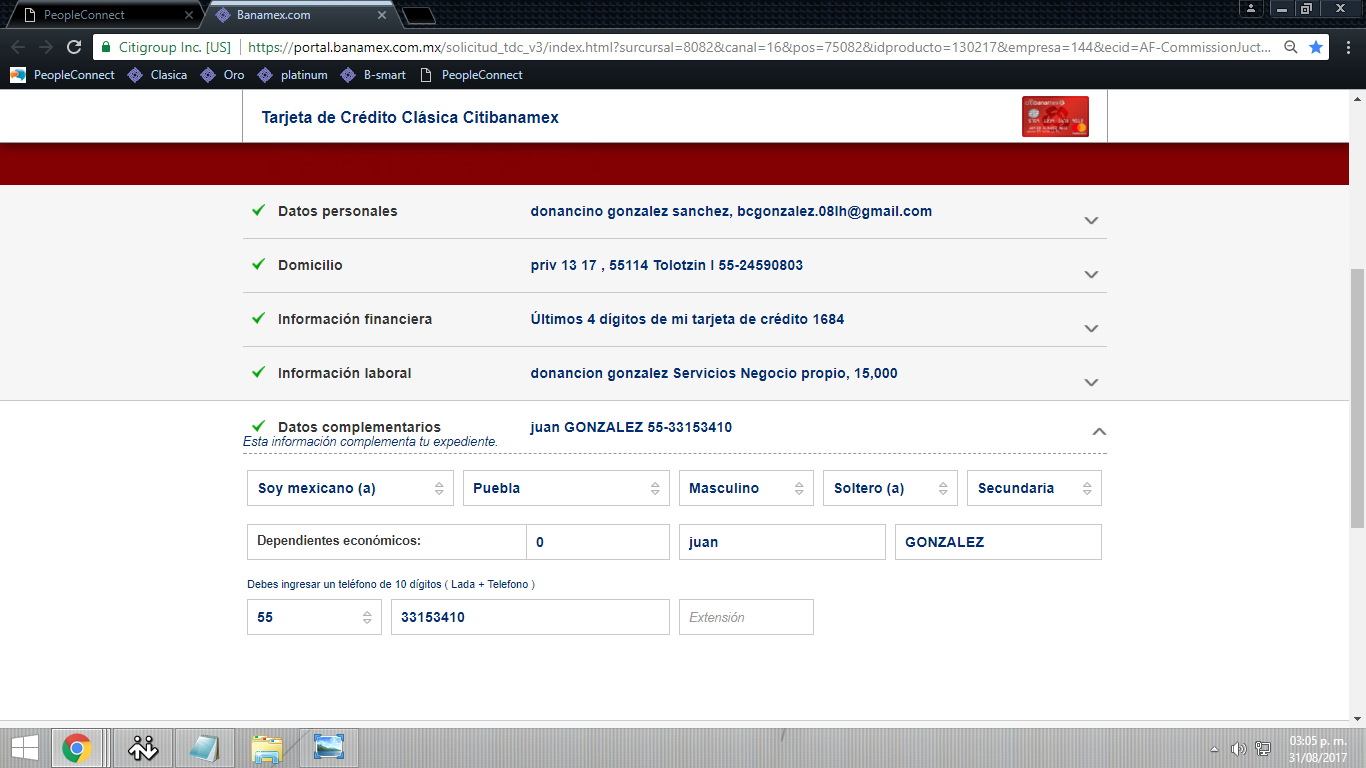 PeopleConnect
Banamex.com
Citigroup Inc. [US]
https://portal.banamex.com.mx/solicitud_tdc_v3/index.html?surcursal=8082&canal=16&pos=75082&idproducto=130217&empresa=144&ecid=AF-CommissionJuct...
PeopleConnect Clasica Oro platinum B-smart PeopleConnect
Tarjeta de Crédito Clásica Citibanamex
Datos personales donancino gonzalez sanchez, bcgonzalez.08lh@gmail.com
Domicilio priv 13 17 , 55114 Tolotzin I 55-24590803
Información financiera Últimos 4 dígitos de mi tarjeta de crédito 1684
Información laboral donancion gonzalez Servicios Negocio propio, 15,000
Datos complementarios juan GONZALEZ 55-33153410
Esta información complementa tu expediente.
Soy mexicano (a) Puebla Masculino Soltero (a) Secundaria
Dependientes económicos: 0 juan GONZALEZ
Debes ingresar un teléfono de 10 dígitos ( Lada + Telefono )
55 33153410 Extensión
03:05 p. m.
31/08/2017